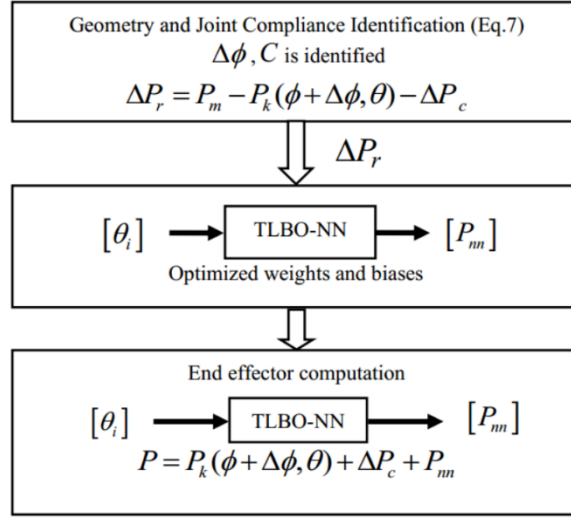 Geometry and Joint Compliance Identification (Eq.7)
Δϕ, C is identified
ΔP_r = P_m − P_k(ϕ + Δϕ, θ) − ΔP_c
ΔP_r
[θ_i] TLBO-NN [P_nn]
Optimized weights and biases
End effector computation
[θ_i] TLBO-NN [P_nn]
P = P_k(ϕ + Δϕ, θ) + ΔP_c + P_nn